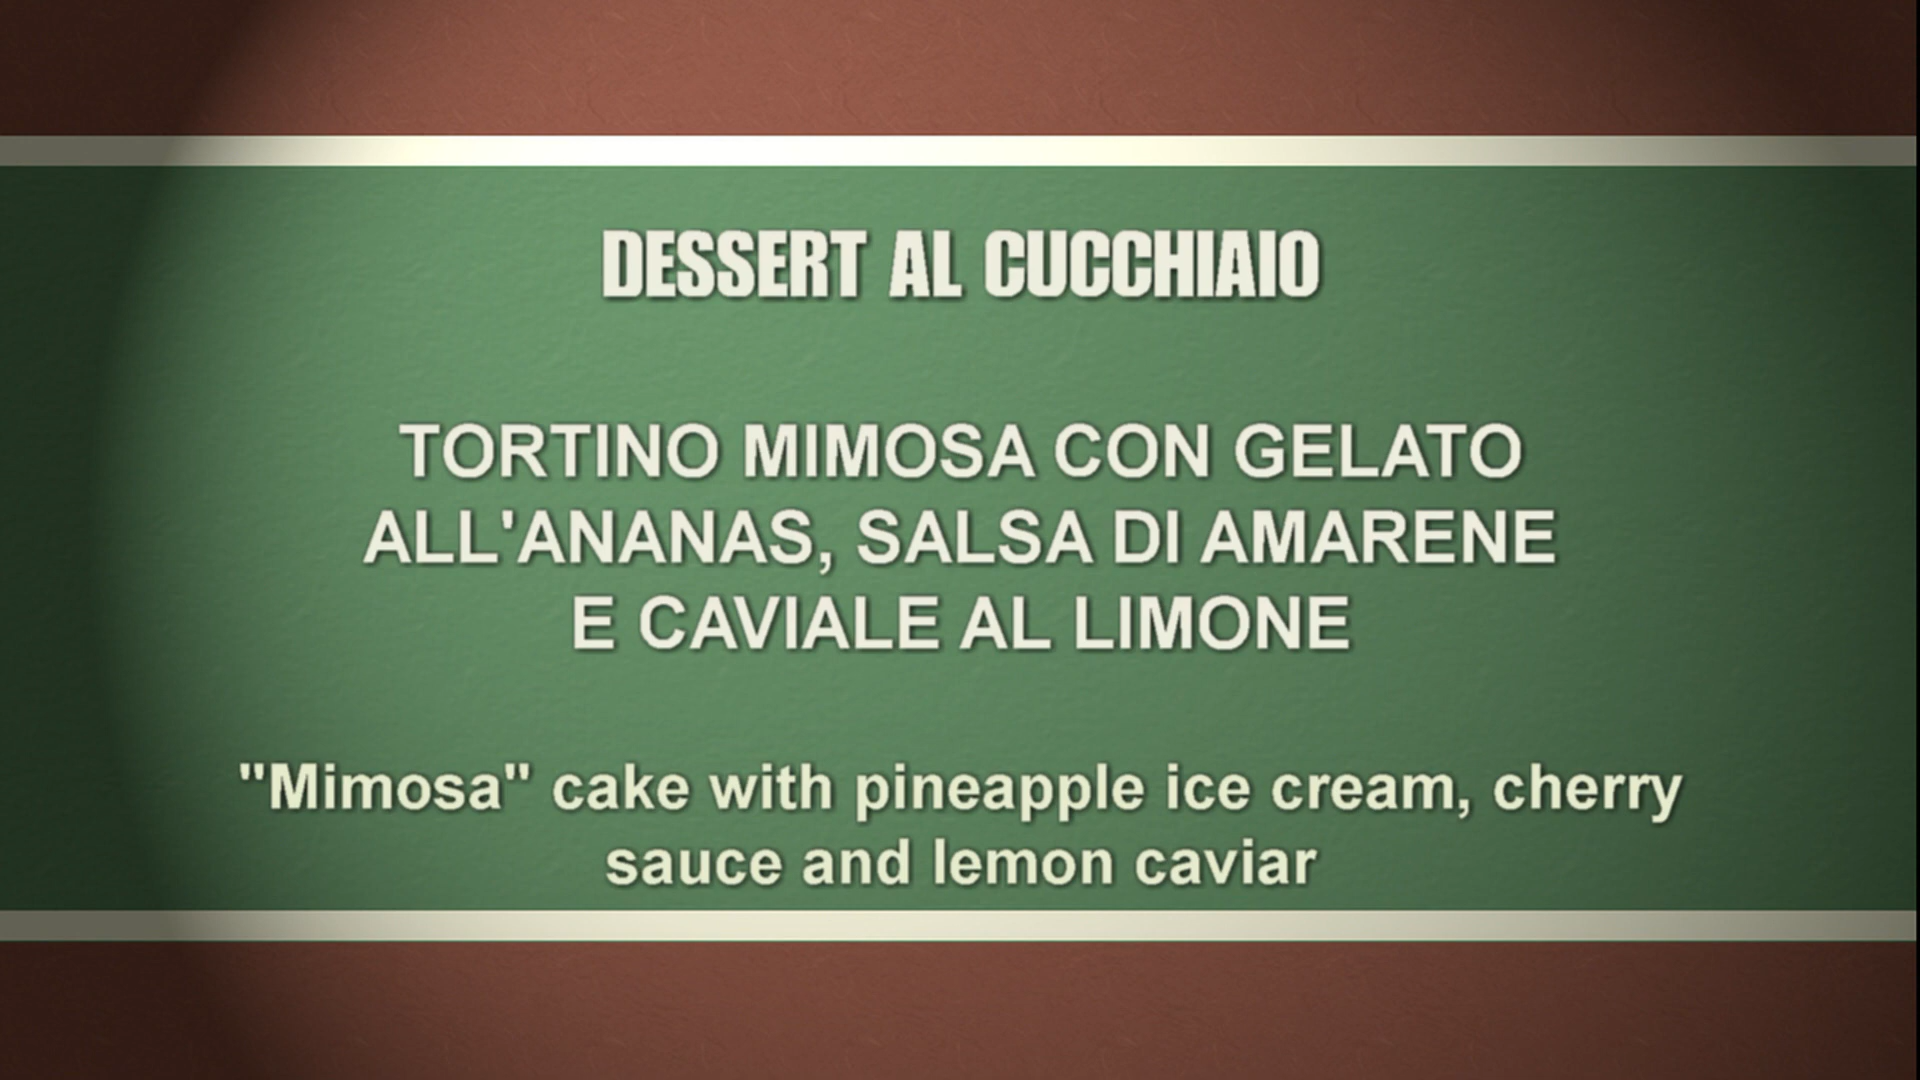 DESSERT AL CUCCHIAIO
TORTINO MIMOSA CON GELATO
ALL'ANANAS, SALSA DI AMARENE
E CAVIALE AL LIMONE
"Mimosa" cake with pineapple ice cream, cherry
sauce and lemon caviar